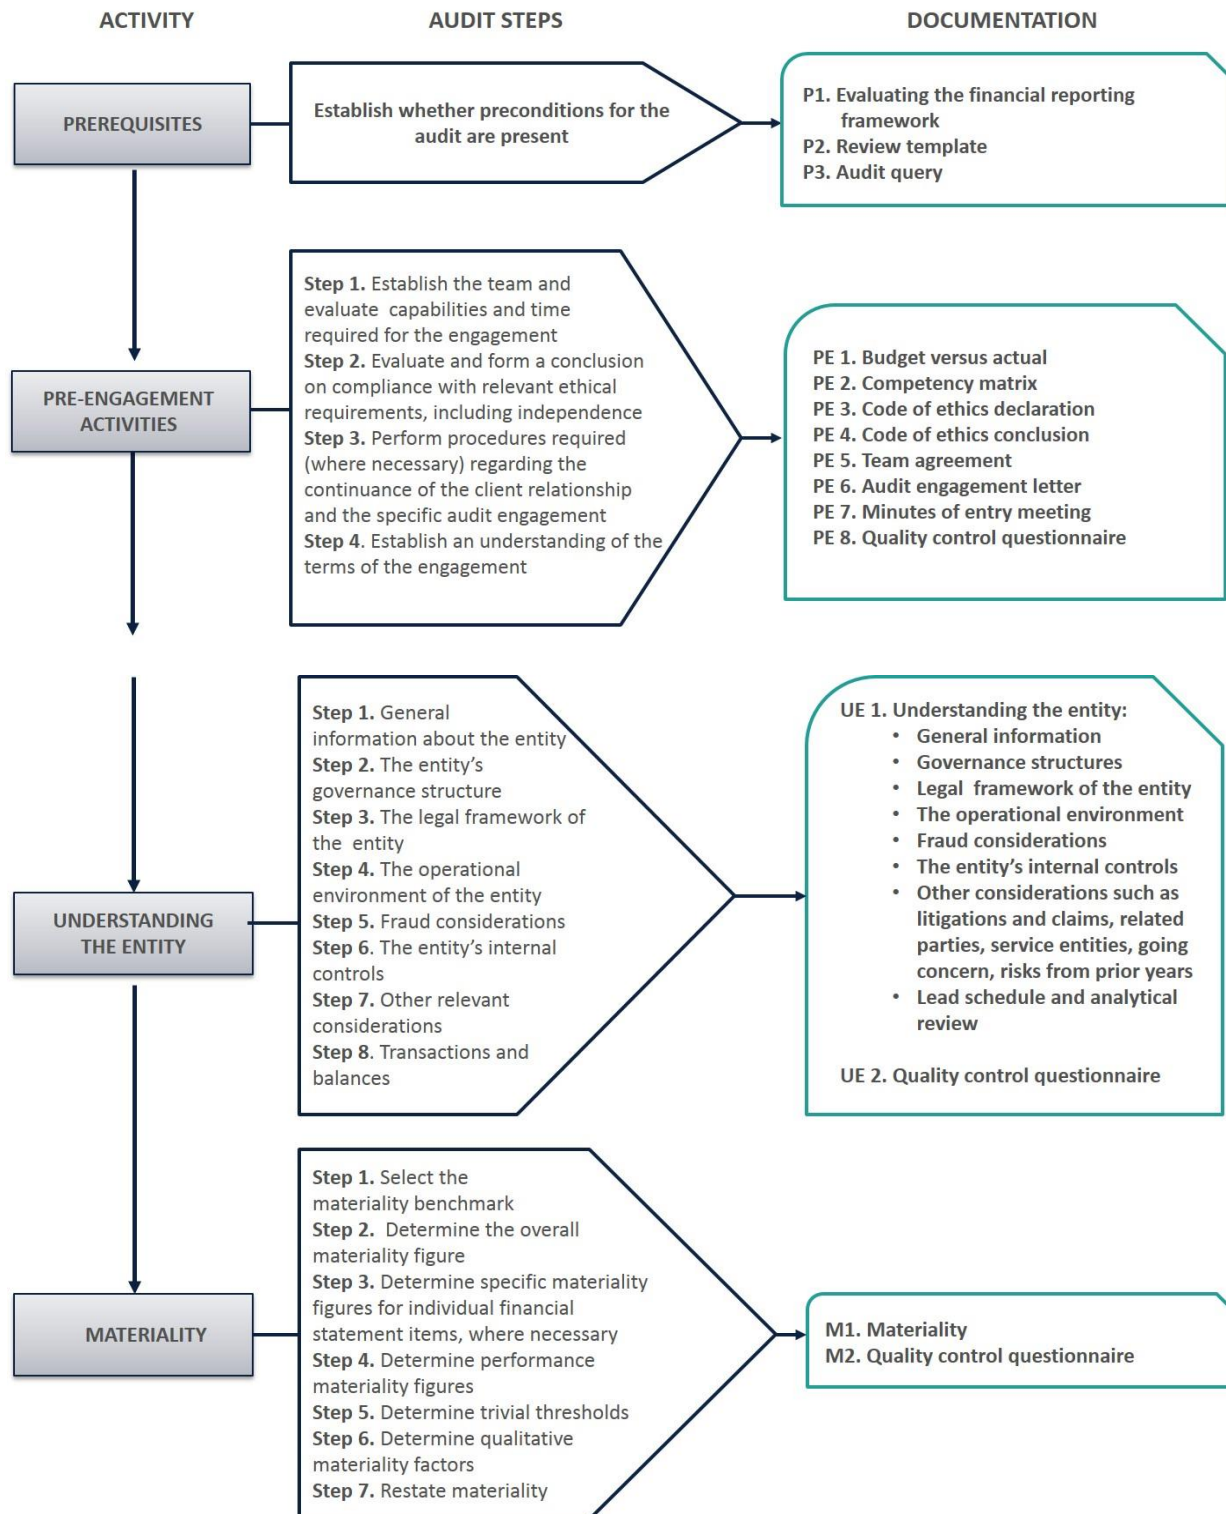 ACTIVITY
AUDIT STEPS
DOCUMENTATION
PREREQUISITES
Establish whether preconditions for the
audit are present
P1. Evaluating the financial reporting
framework
P2. Review template
P3. Audit query
PRE-ENGAGEMENT
ACTIVITIES
Step 1. Establish the team and
evaluate capabilities and time
required for the engagement
Step 2. Evaluate and form a conclusion
on compliance with relevant ethical
requirements, including independence
Step 3. Perform procedures required
(where necessary) regarding the
continuance of the client relationship
and the specific audit engagement
Step 4. Establish an understanding of the
terms of the engagement
PE 1. Budget versus actual
PE 2. Competency matrix
PE 3. Code of ethics declaration
PE 4. Code of ethics conclusion
PE 5. Team agreement
PE 6. Audit engagement letter
PE 7. Minutes of entry meeting
PE 8. Quality control questionnaire
UNDERSTANDING
THE ENTITY
Step 1. General
information about the entity
Step 2. The entity's
governance structure
Step 3. The legal framework of
the entity
Step 4. The operational
environment of the entity
Step 5. Fraud considerations
Step 6. The entity's internal
controls
Step 7. Other relevant
considerations
Step 8. Transactions and
balances
UE 1. Understanding the entity:
• General information
• Governance structures
• Legal framework of the entity
• The operational environment
• Fraud considerations
• The entity's internal controls
• Other considerations such as
litigations and claims, related
parties, service entities, going
concern, risks from prior years
• Lead schedule and analytical
review
UE 2. Quality control questionnaire
MATERIALITY
Step 1. Select the
materiality benchmark
Step 2. Determine the overall
materiality figure
Step 3. Determine specific materiality
figures for individual financial
statement items, where necessary
Step 4. Determine performance
materiality figures
Step 5. Determine trivial thresholds
Step 6. Determine qualitative
materiality factors
Step 7. Restate materiality
M1. Materiality
M2. Quality control questionnaire